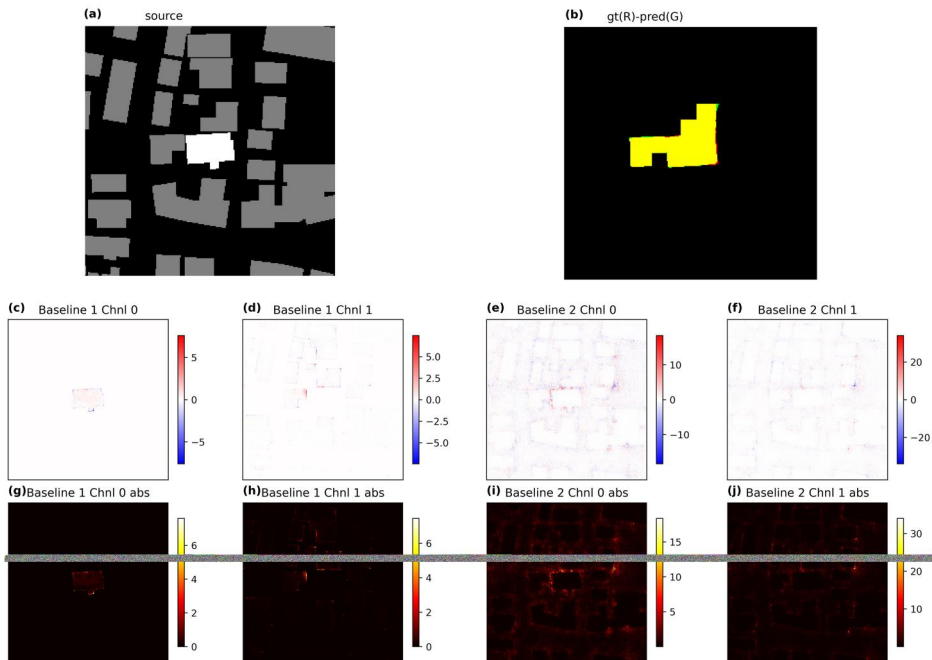 (a) source
(b) gt(R)-pred(G)
(c) Baseline 1 Chnl 0
(d) Baseline 1 Chnl 1
(e) Baseline 2 Chnl 0
(f) Baseline 2 Chnl 1
5
0
−5
5.0
2.5
0.0
−2.5
−5.0
10
0
−10
20
0
−20
(g) Baseline 1 Chnl 0 abs
(h) Baseline 1 Chnl 1 abs
(i) Baseline 2 Chnl 0 abs
(j) Baseline 2 Chnl 1 abs
6
4
2
0
6
4
2
0
15
10
5
30
20
10